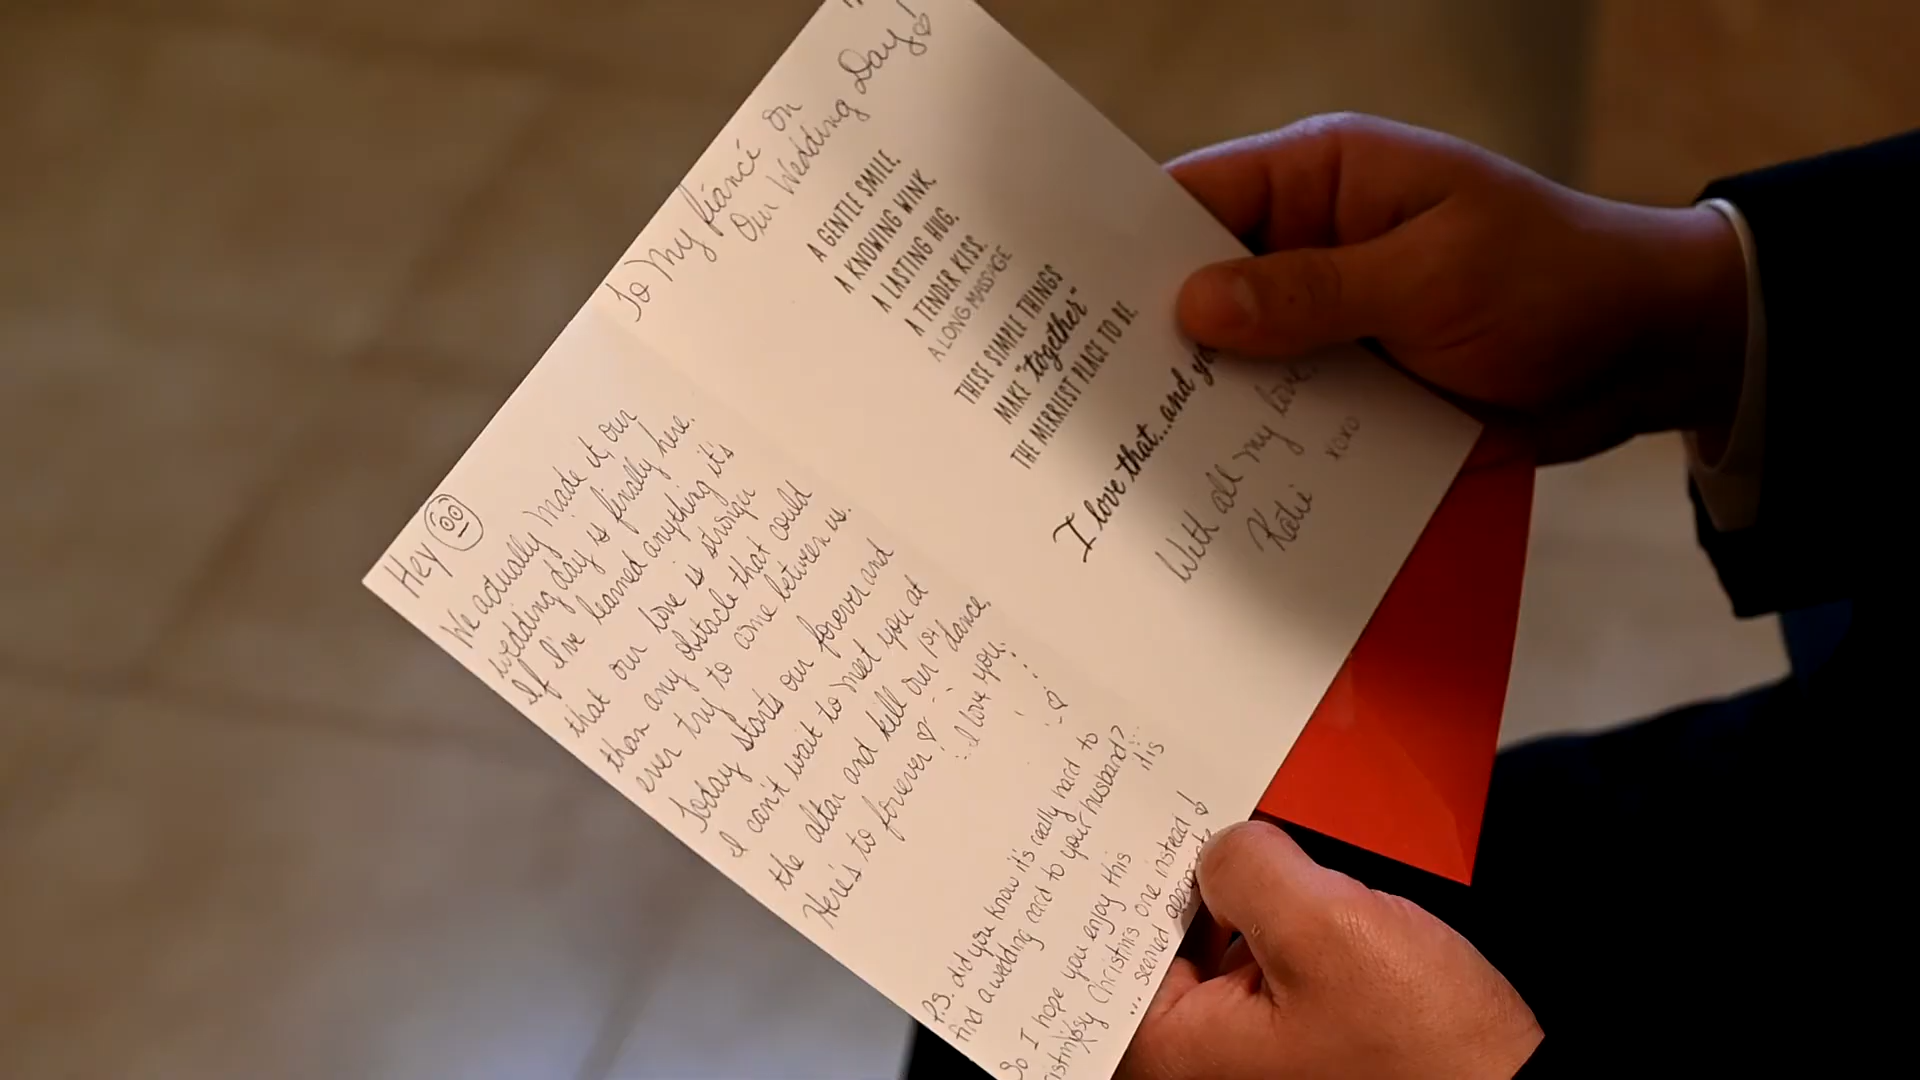 To My fiancé on
Our Wedding Day!
A GENTLE SMILE.
A KNOWING WINK.
A LASTING HUG.
A TENDER KISS.
A LONG MASSAGE
THESE SIMPLE THINGS
MAKE "together"
THE MERRIEST PLACE TO BE.
I love that...and yo
With all my love,
xoxo
Katie
Hey
We actually made it, our
wedding day is finally here.
If I've learned anything it's
that our love is stronger
than any obstacle that could
ever try to come between us.
Today starts our forever and
I can't wait to meet you at
the altar and kill our 1st dance.
Here's to forever
I love you.
P.S. did you know it's really hard to
find a wedding card to your husband?
So I hope you enjoy this
Christmas one instead
... seemed